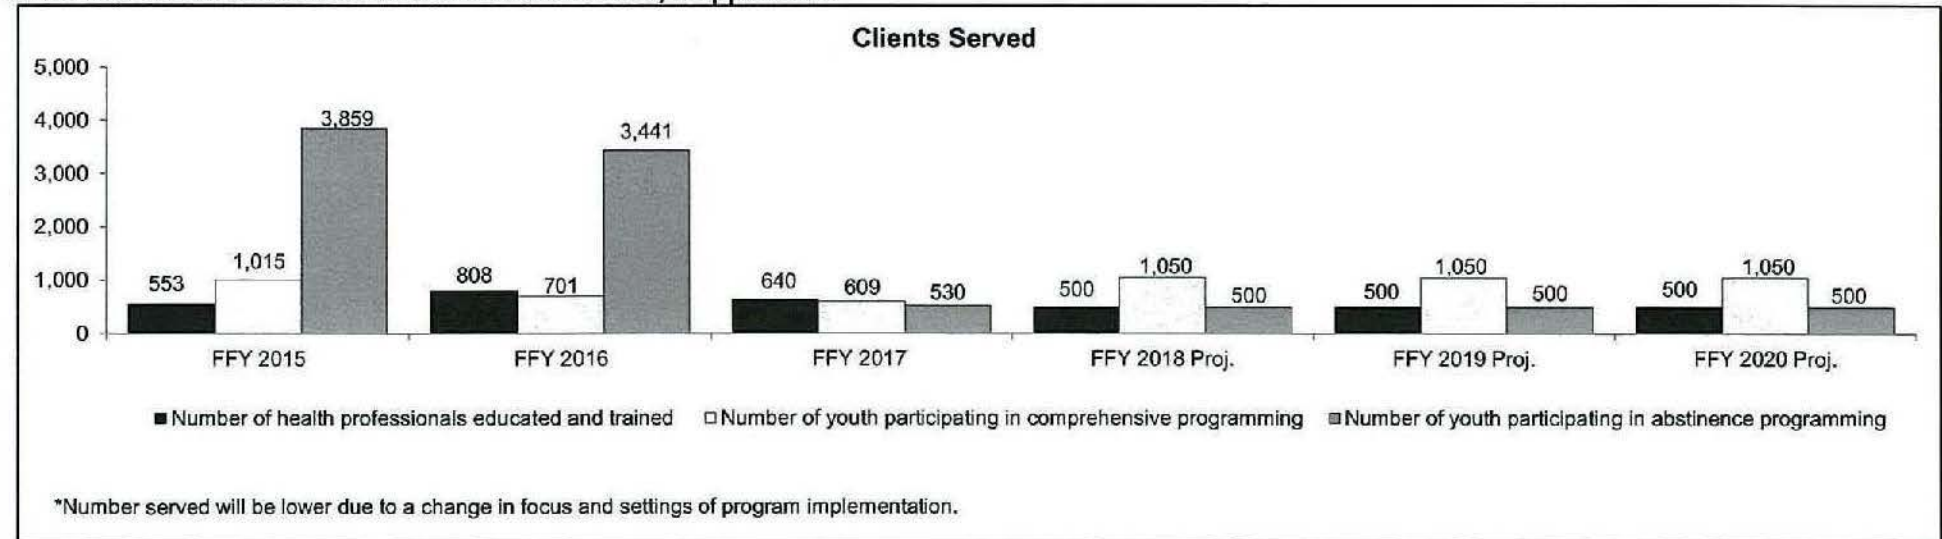 Clients Served
5,000
4,000
3,000
2,000
1,000
0
553
1,015
3,859
808
701
3,441
640
609
530
500
1,050
500
500
1,050
500
500
1,050
500
FFY 2015
FFY 2016
FFY 2017
FFY 2018 Proj.
FFY 2019 Proj.
FFY 2020 Proj.
Number of health professionals educated and trained
Number of youth participating in comprehensive programming
Number of youth participating in abstinence programming
*Number served will be lower due to a change in focus and settings of program implementation.